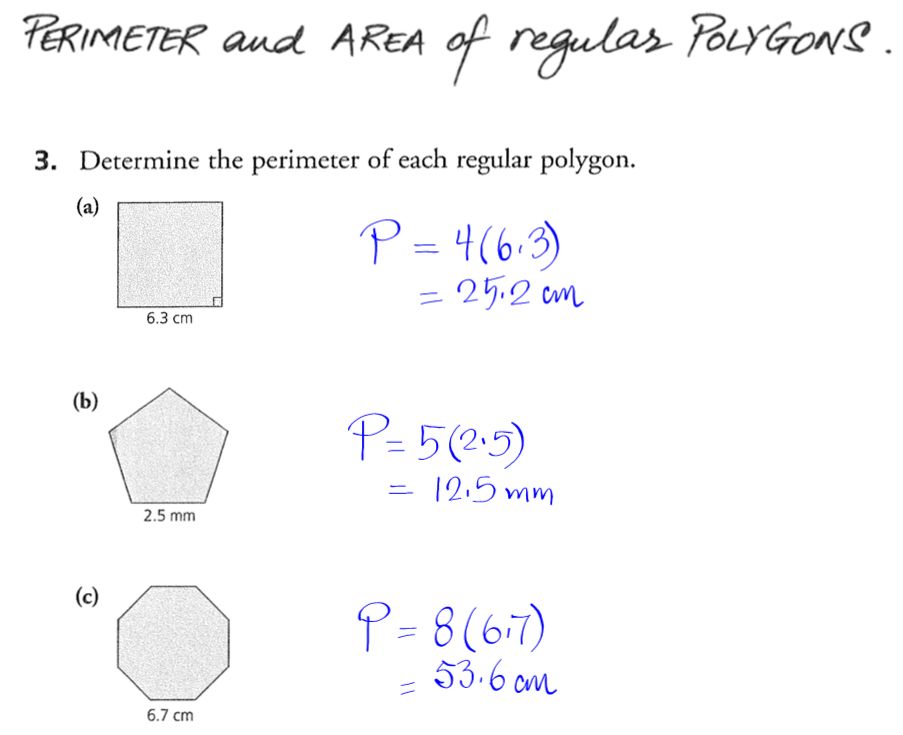 PERIMETER and AREA of regular POLYGONS.
3. Determine the perimeter of each regular polygon.
(a)
6.3 cm
P = 4(6.3)
= 25.2 cm
(b)
2.5 mm
P = 5(2.5)
= 12.5 mm
(c)
6.7 cm
P = 8(6.7)
= 53.6 cm